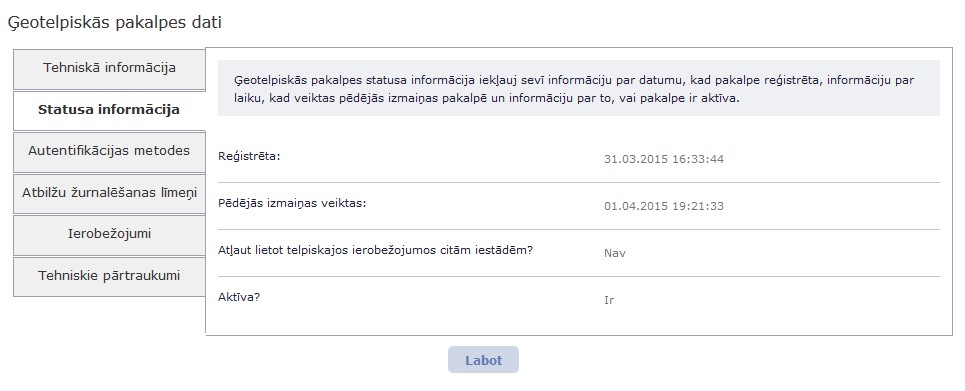 Ģeotelpiskās pakalpes dati
Tehniskā informācija
Statusa informācija
Autentifikācijas metodes
Atbilžu žurnalēšanas līmeņi
Ierobežojumi
Tehniskie pārtraukumi
Ģeotelpiskās pakalpes statusa informācija iekļauj sevī informāciju par datumu, kad pakalpe reģistrēta, informāciju par
laiku, kad veiktas pēdējās izmaiņas pakalpē un informāciju par to, vai pakalpe ir aktīva.
Reģistrēta: 31.03.2015 16:33:44
Pēdējās izmaiņas veiktas: 01.04.2015 19:21:33
Atļaut lietot telpiskajos ierobežojumos citām iestādēm? Nav
Aktīva? Ir
Labot